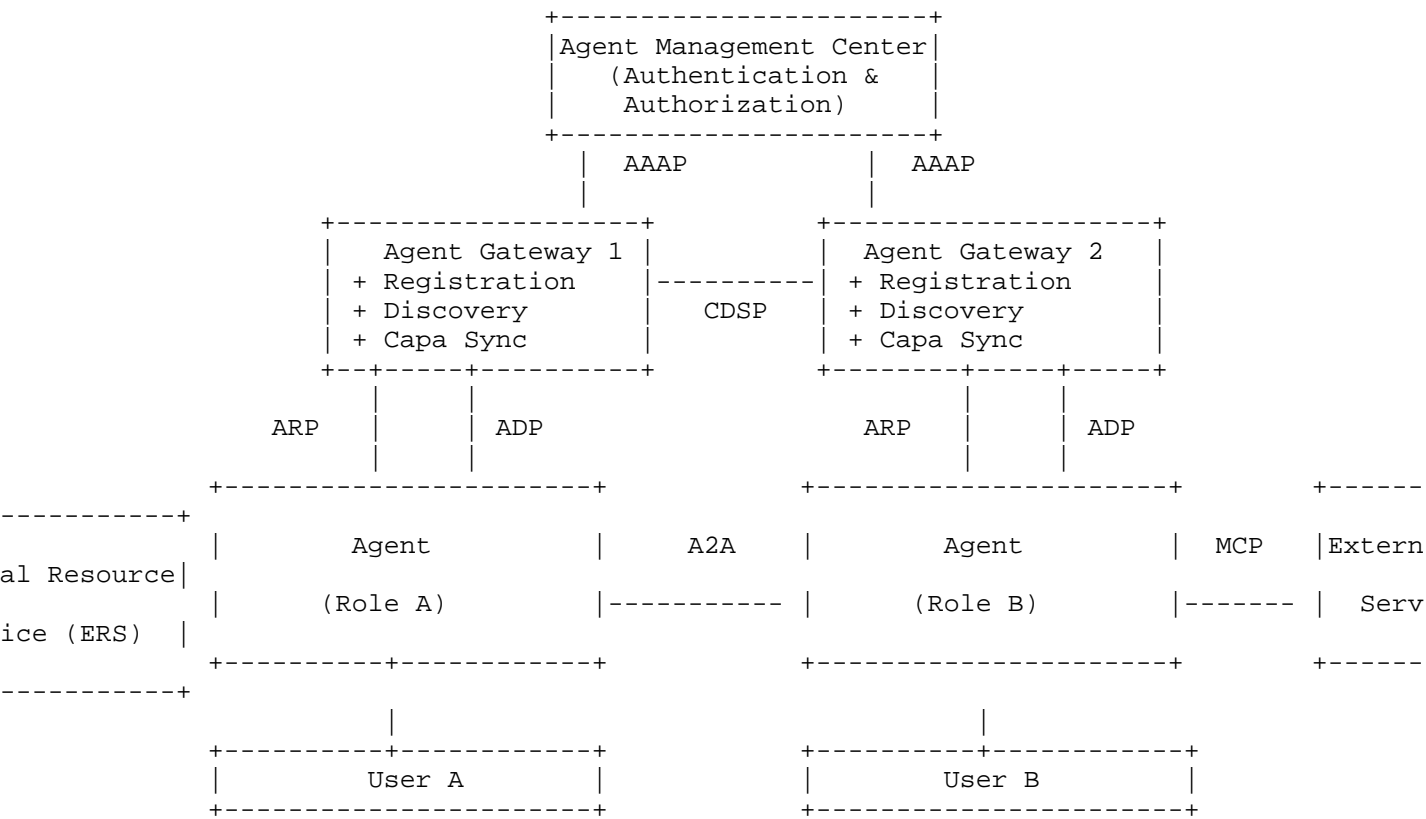 +-----------------------+
|Agent Management Center|
|   (Authentication &   |
|    Authorization)     |
+-----------------------+
|  AAAP           |  AAAP
|                 |
+-------------------+          +--------------------+
|   Agent Gateway 1 |          |  Agent Gateway 2   |
| + Registration    |----------| + Registration     |
| + Discovery       |   CDSP   | + Discovery        |
| + Capa Sync       |          | + Capa Sync        |
+--+-----+----------+          +--------+-----+-----+
|     |                              |     |
ARP   |     | ADP                    ARP   |     | ADP
|     |                              |     |
+-----------------------+            +----------------------+        +------
-----------+
|        Agent          |     A2A    |        Agent         |  MCP   |Extern
al Resource|
|      (Role A)         |----------- |      (Role B)        |------- |  Serv
ice (ERS)  |
+----------+------------+            +----------------------+        +------
-----------+
|                                    |
+----------+------------+            +----------+------------+
|         User A        |            |        User B         |
+-----------------------+            +-----------------------+